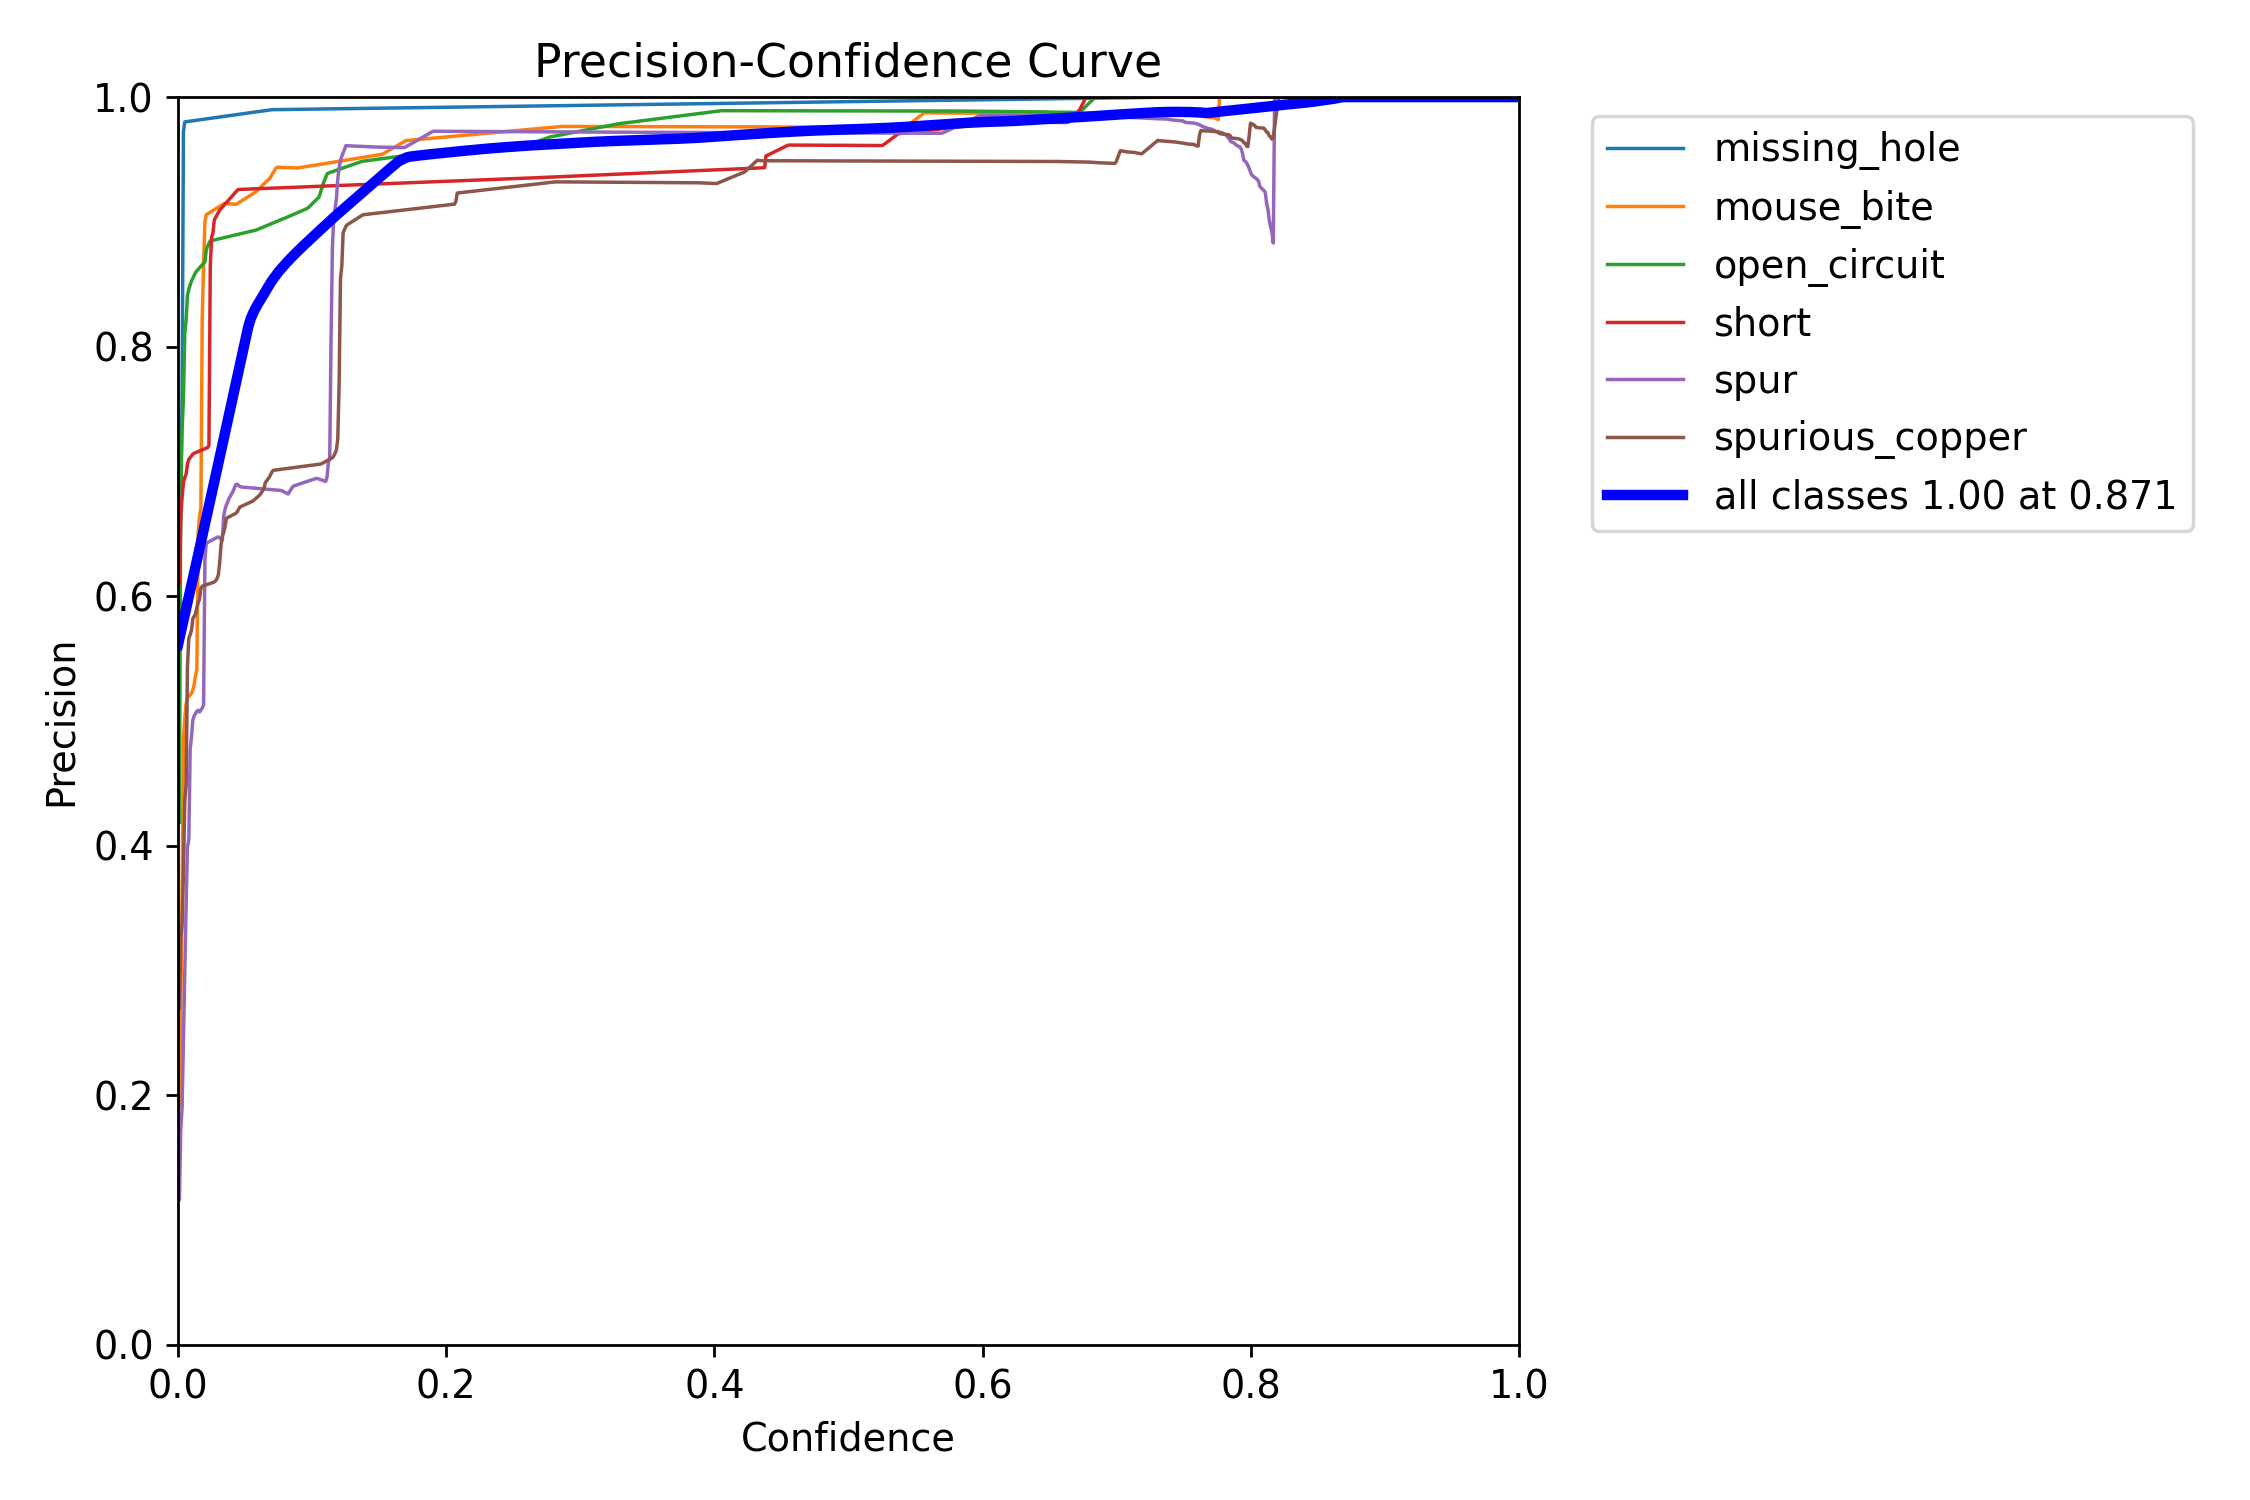 Precision-Confidence Curve
1.0
0.8
0.6
0.4
0.2
0.0
Precision
0.0 0.2 0.4 0.6 0.8 1.0
Confidence
missing_hole
mouse_bite
open_circuit
short
spur
spurious_copper
all classes 1.00 at 0.871